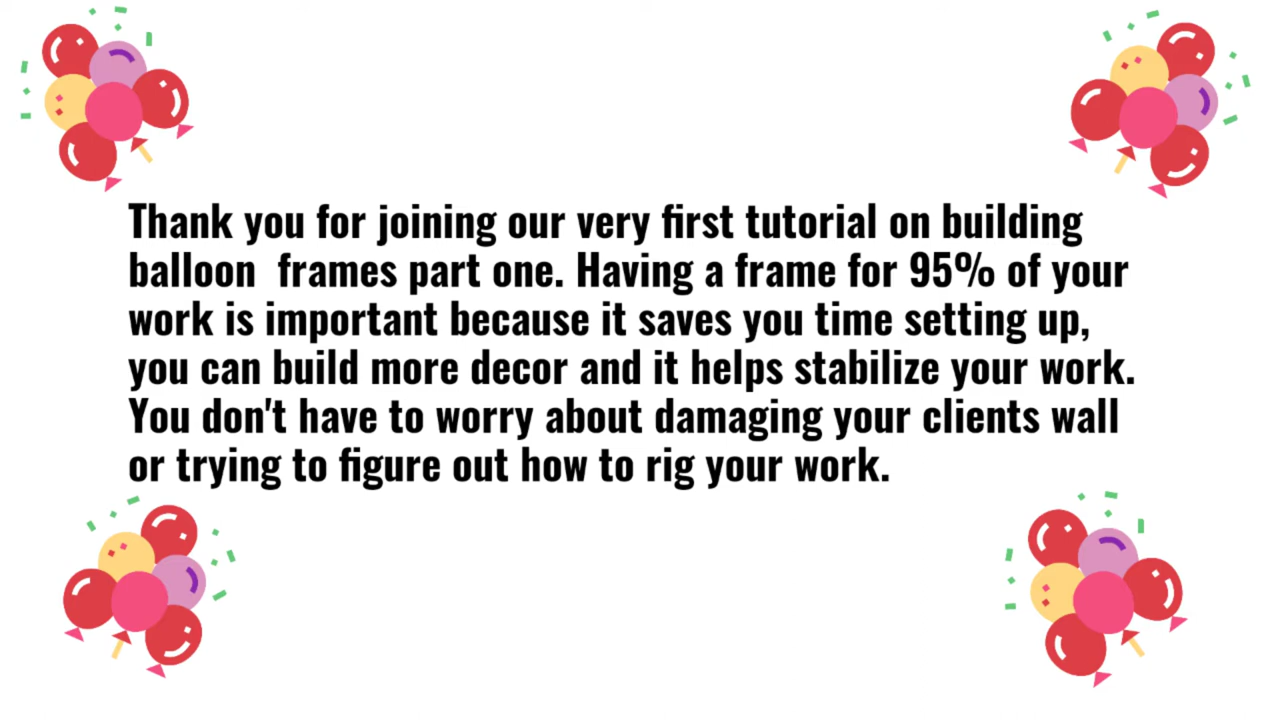 Thank you for joining our very first tutorial on building
balloon  frames part one. Having a frame for 95% of your
work is important because it saves you time setting up,
you can build more decor and it helps stabilize your work.
You don't have to worry about damaging your clients wall
or trying to figure out how to rig your work.